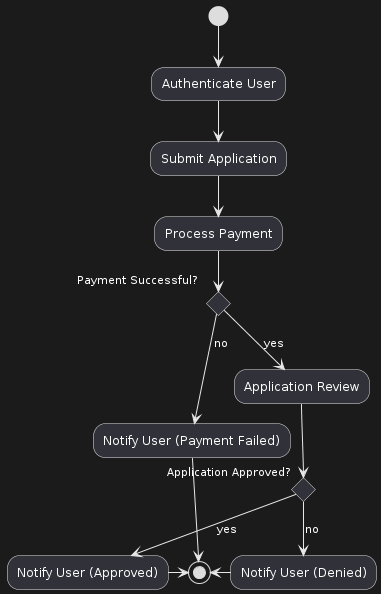 Authenticate User
Submit Application
Process Payment
Payment Successful?
no
yes
Application Review
Notify User (Payment Failed)
Application Approved?
yes
no
Notify User (Approved)
Notify User (Denied)